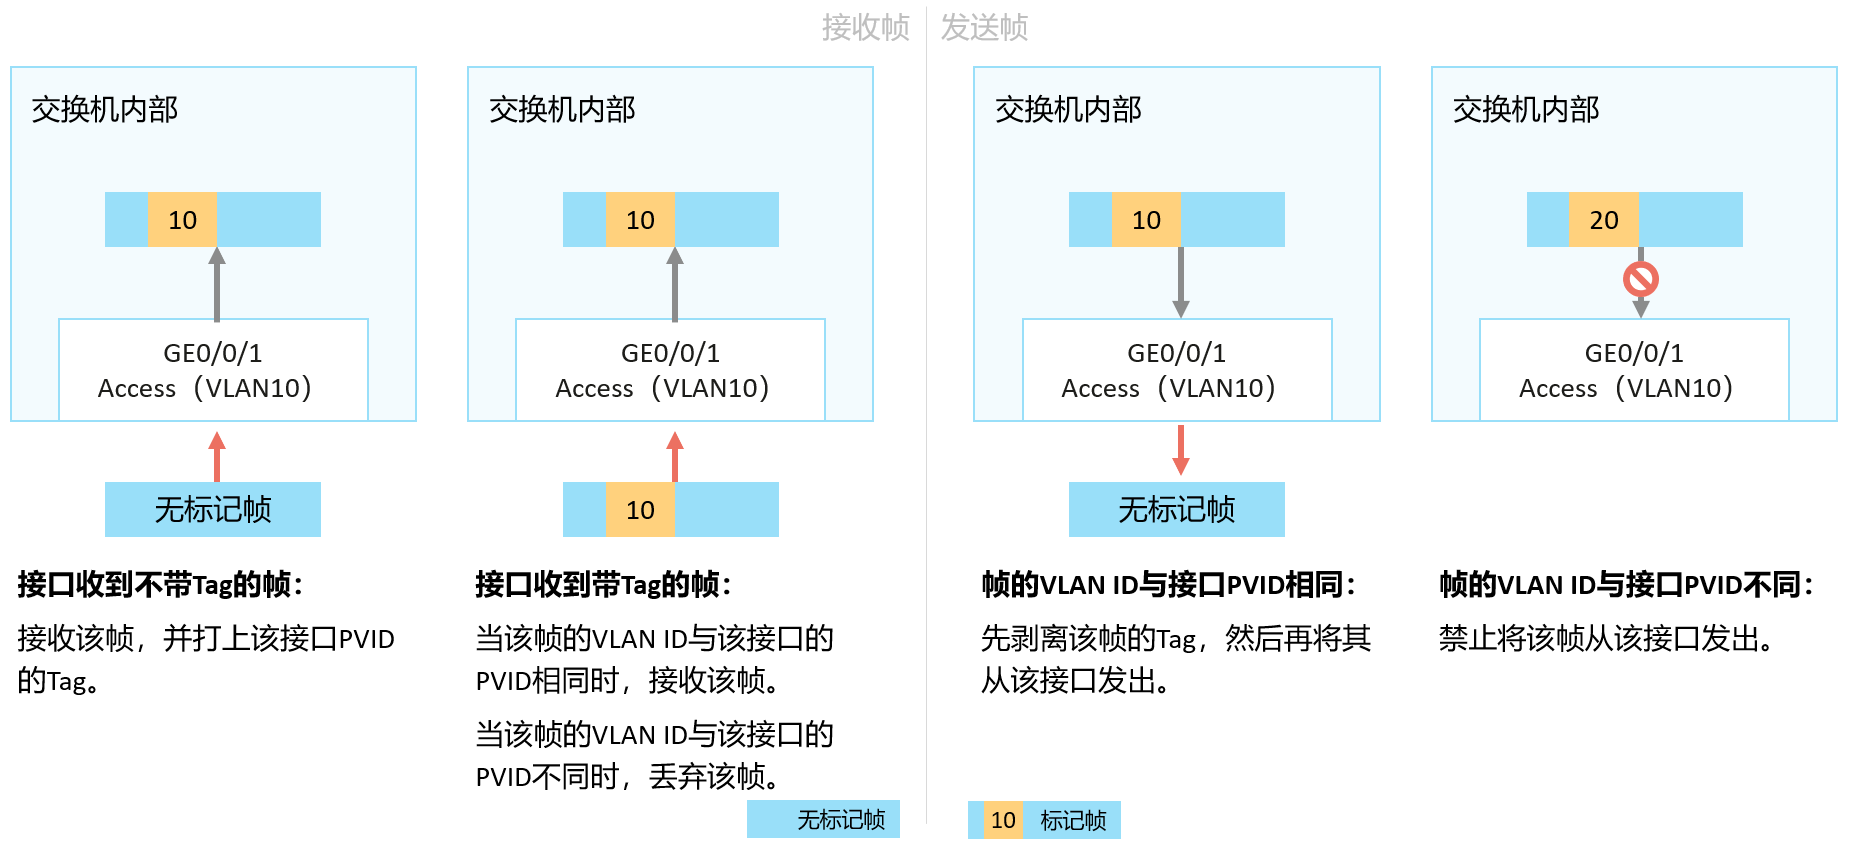 接收帧
发送帧
交换机内部
10
GE0/0/1
Access（VLAN10）
无标记帧
接口收到不带Tag的帧：
接收该帧，并打上该接口PVID
的Tag。
交换机内部
10
GE0/0/1
Access（VLAN10）
10
接口收到带Tag的帧：
当该帧的VLAN ID与该接口的
PVID相同时，接收该帧。
当该帧的VLAN ID与该接口的
PVID不同时，丢弃该帧。
交换机内部
10
GE0/0/1
Access（VLAN10）
无标记帧
帧的VLAN ID与接口PVID相同：
先剥离该帧的Tag，然后再将其
从该接口发出。
交换机内部
20
GE0/0/1
Access（VLAN10）
帧的VLAN ID与接口PVID不同：
禁止将该帧从该接口发出。
无标记帧
10 标记帧